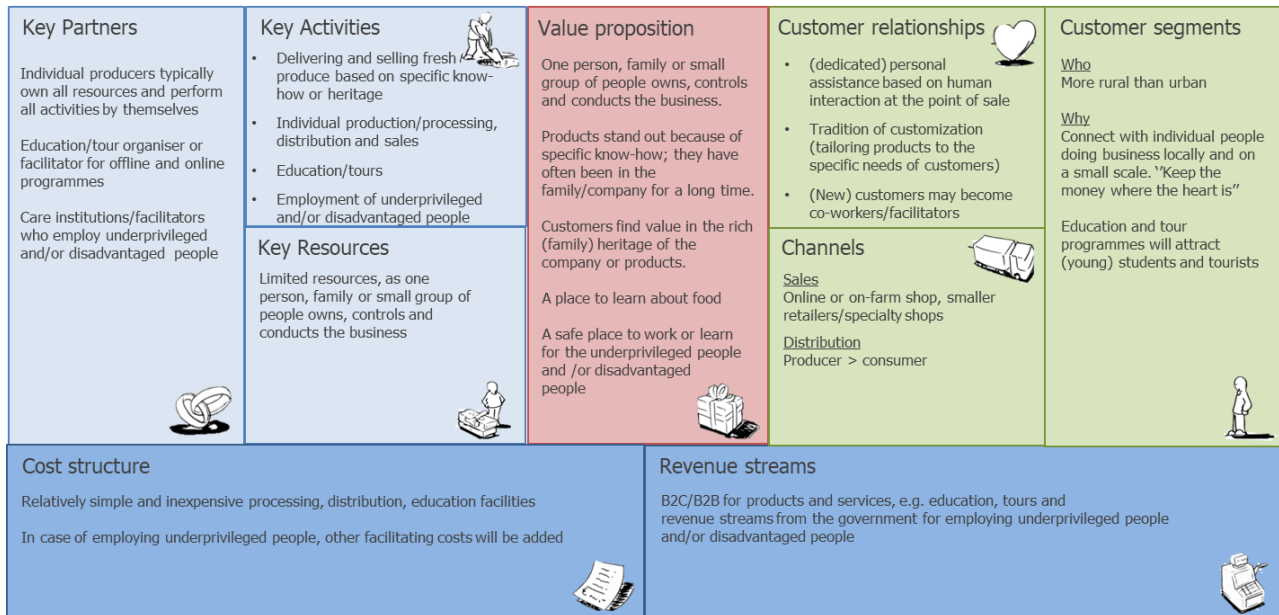 Key Partners
Individual producers typically
own all resources and perform
all activities by themselves
Education/tour organiser or
facilitator for offline and online
programmes
Care institutions/facilitators
who employ underprivileged
and/or disadvantaged  people
Key Activities
• Delivering and selling fresh
produce based on specific know-
how or heritage
• Individual production/processing,
distribution and sales
• Education/tours
• Employment of underprivileged
and/or disadvantaged people
Key Resources
Limited resources, as one
person, family or small group of
people owns, controls and
conducts the business
Value proposition
One person, family or small
group of people owns, controls
and conducts the business.
Products stand out because of
specific know-how; they have
often been in the
family/company for a long time.
Customers find value in the rich
(family) heritage of the
company or products.
A place to learn about food
A safe place to work or learn
for the underprivileged people
and /or disadvantaged
people
Customer relationships
• (dedicated) personal
assistance based on human
interaction at the point of sale
• Tradition of customization
(tailoring products to the
specific needs of customers)
• (New) customers may become
co-workers/facilitators
Channels
Sales
Online or on-farm shop, smaller
retailers/specialty shops
Distribution
Producer > consumer
Customer segments
Who
More rural than urban
Why
Connect with individual people
doing business locally and on
a small scale. ‘’Keep the
money where the heart is’’
Education and tour
programmes will attract
(young) students and tourists
Cost structure
Relatively simple and inexpensive processing, distribution, education facilities
In case of employing underprivileged people, other facilitating costs will be added
Revenue streams
B2C/B2B for products and services, e.g. education, tours and
revenue streams from the government for employing underprivileged people
and/or disadvantaged people